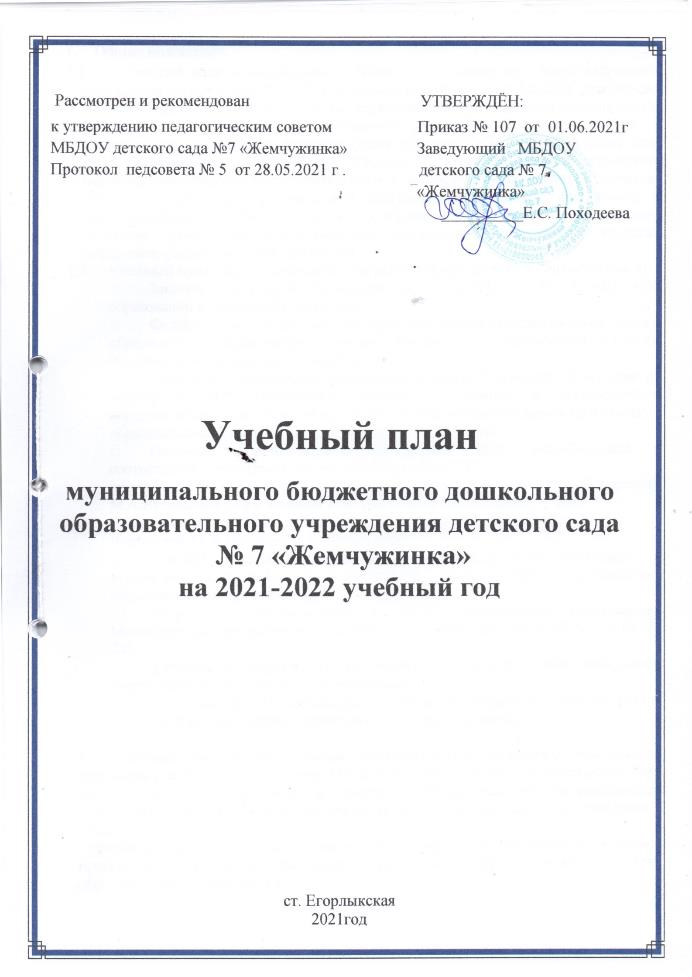 Рассмотрен и рекомендован
к утверждению педагогическим советом
МБДОУ детского сада №7 «Жемчужинка»
Протокол педсовета № 5 от 28.05.2021 г .
УТВЕРЖДЁН:
Приказ № 107 от 01.06.2021г
Заведующий МБДОУ
детского сада № 7
«Жемчужинка»
Е.С. Походеева
Учебный план
муниципального бюджетного дошкольного
образовательного учреждения детского сада
№ 7 «Жемчужинка»
на 2021-2022 учебный год
ст. Егорлыкская
2021год